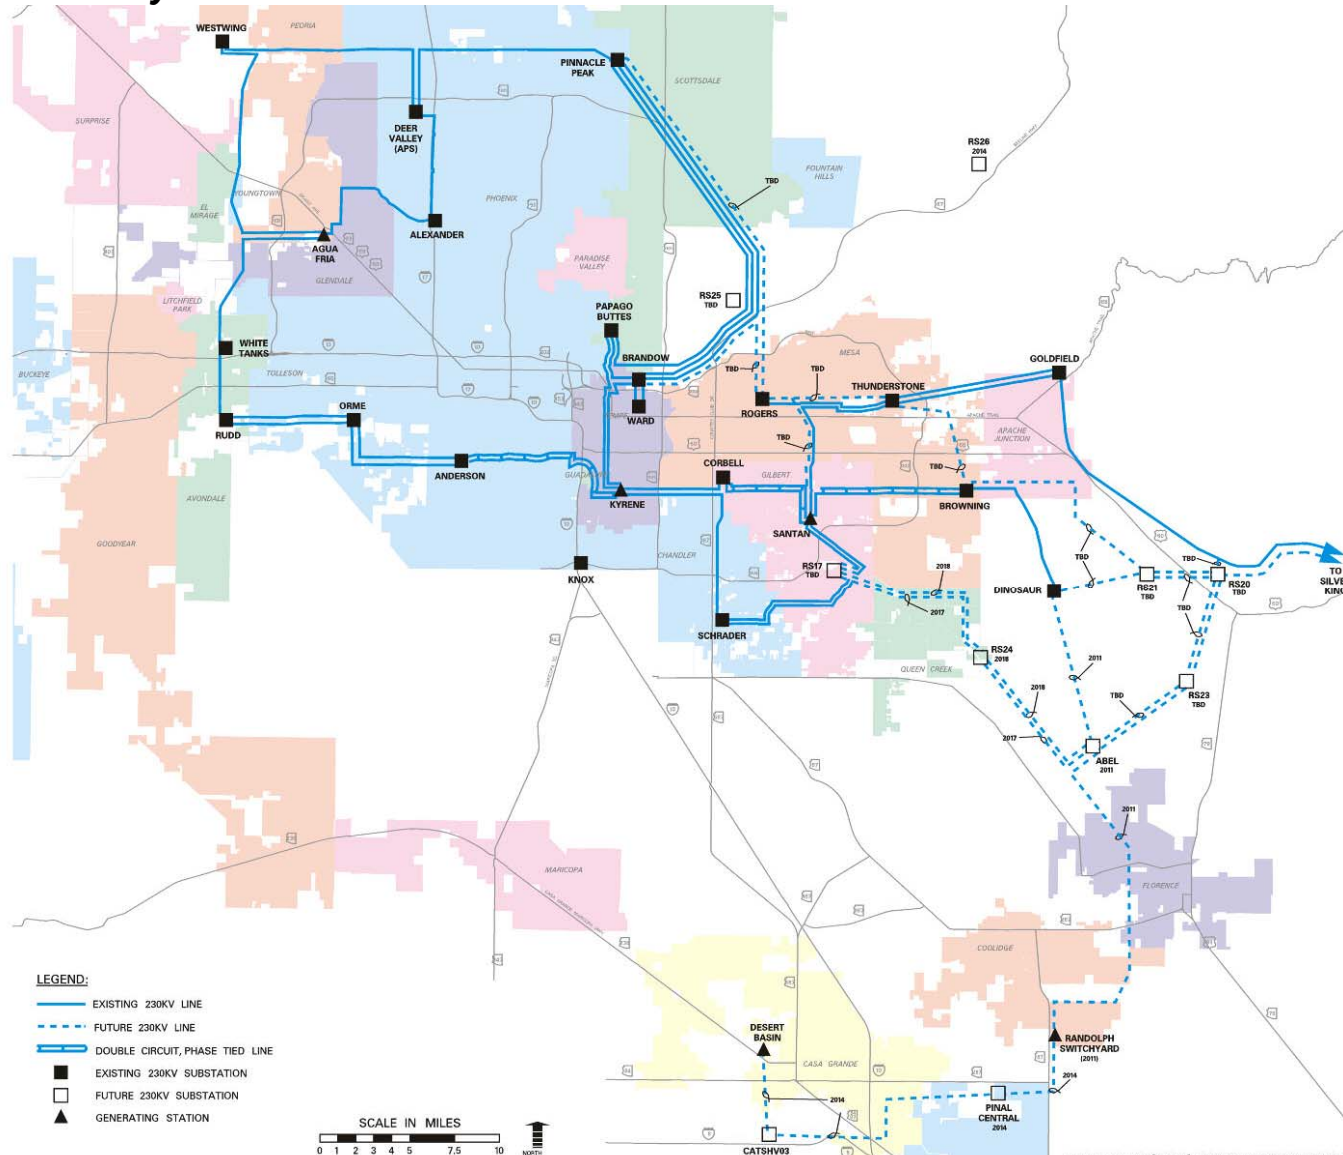 WESTWING
PEORIA
PINNACLE
PEAK
SCOTTSDALE
SURPRISE
DEER
VALLEY
(APS)
RS26
2014
FOUNTAIN
HILLS
TBD
YOUNGTOWN
EL
MIRAGE
PHOENIX
ALEXANDER
AGUA
FRIA
GLENDALE
PARADISE
VALLEY
LITCHFIELD
PARK
RS25
TBD
PAPAGO
BUTTES
WHITE
TANKS
BRANDOW
MESA
GOLDFIELD
BUCKEYE
TOLLESON
TBD
TBD
THUNDERSTONE
ORME
RUDD
WARD
ROGERS
APACHE TRAIL
APACHE
JUNCTION
TBD
CORBELL
GILBERT
TBD
ANDERSON
GUADALUPE
KYRENE
BROWNING
AVONDALE
GOODYEAR
SANTAN
CHANDLER
KNOX
RS17
TBD
2018
2017
TBD
TBD
DINOSAUR
RS21
TBD
RS20
TBD
TO
SILVE
KING
TBD
SCHRADER
RS24
2018
QUEEN CREEK
2011
RS23
TBD
2018
TBD
2017
ABEL
2011
2011
MARICOPA
FLORENCE
COOLIDGE
LEGEND:
EXISTING 230KV LINE
FUTURE 230KV LINE
DOUBLE CIRCUIT, PHASE TIED LINE
EXISTING 230KV SUBSTATION
FUTURE 230KV SUBSTATION
GENERATING STATION
SCALE IN MILES
0 1 2 3 4 5 7.5 10
NORTH
DESERT
BASIN
CASA GRANDE
RANDOLPH
SWITCHYARD
(2011)
2014
2014
PINAL
CENTRAL
2014
CATSHV03